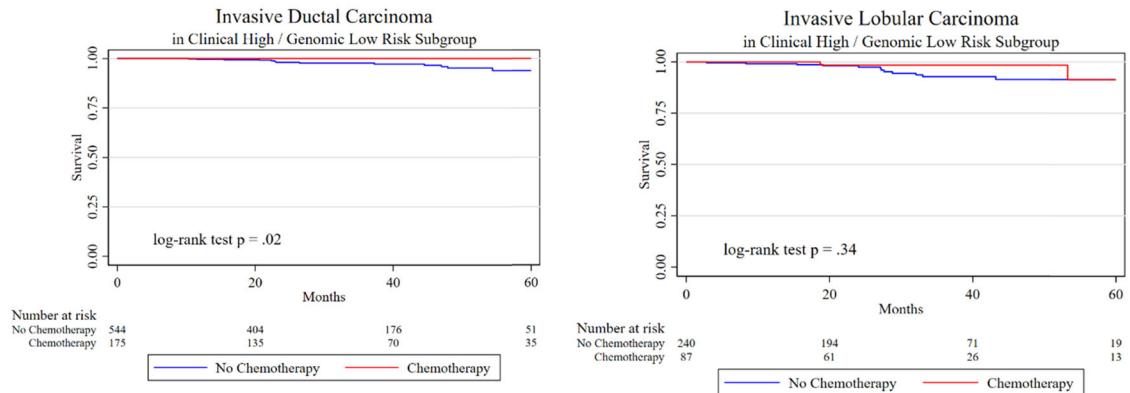 Invasive Ductal Carcinoma
in Clinical High / Genomic Low Risk Subgroup
1.00
0.75
0.50
0.25
0.00
Survival
log-rank test p = .02
0 20 40 60
Months
Number at risk
No Chemotherapy 544 404 176 51
Chemotherapy 175 135 70 35
No Chemotherapy Chemotherapy
Invasive Lobular Carcinoma
in Clinical High / Genomic Low Risk Subgroup
1.00
0.75
0.50
0.25
0.00
Survival
log-rank test p = .34
0 20 40 60
Months
Number at risk
No Chemotherapy 240 194 71 19
Chemotherapy 87 61 26 13
No Chemotherapy Chemotherapy